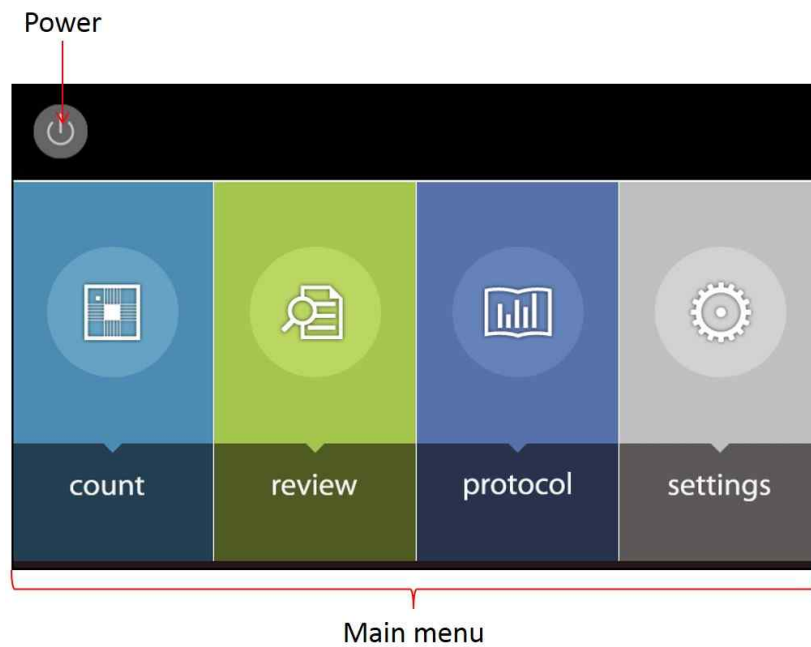 Power
count
review
protocol
settings
Main menu